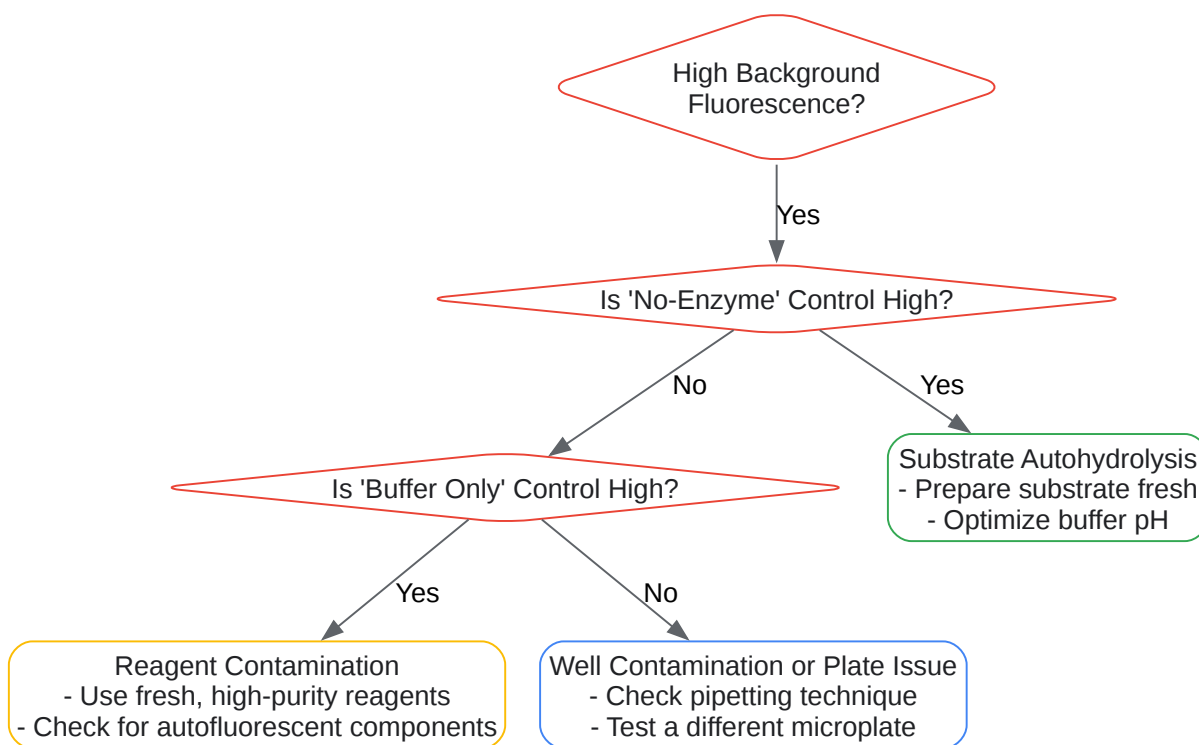 High Background
Fluorescence?
Yes
Is 'No-Enzyme' Control High?
No
Yes
Is 'Buffer Only' Control High?
Substrate Autohydrolysis
- Prepare substrate fresh
- Optimize buffer pH
Yes
No
Reagent Contamination
- Use fresh, high-purity reagents
- Check for autofluorescent components
Well Contamination or Plate Issue
- Check pipetting technique
- Test a different microplate